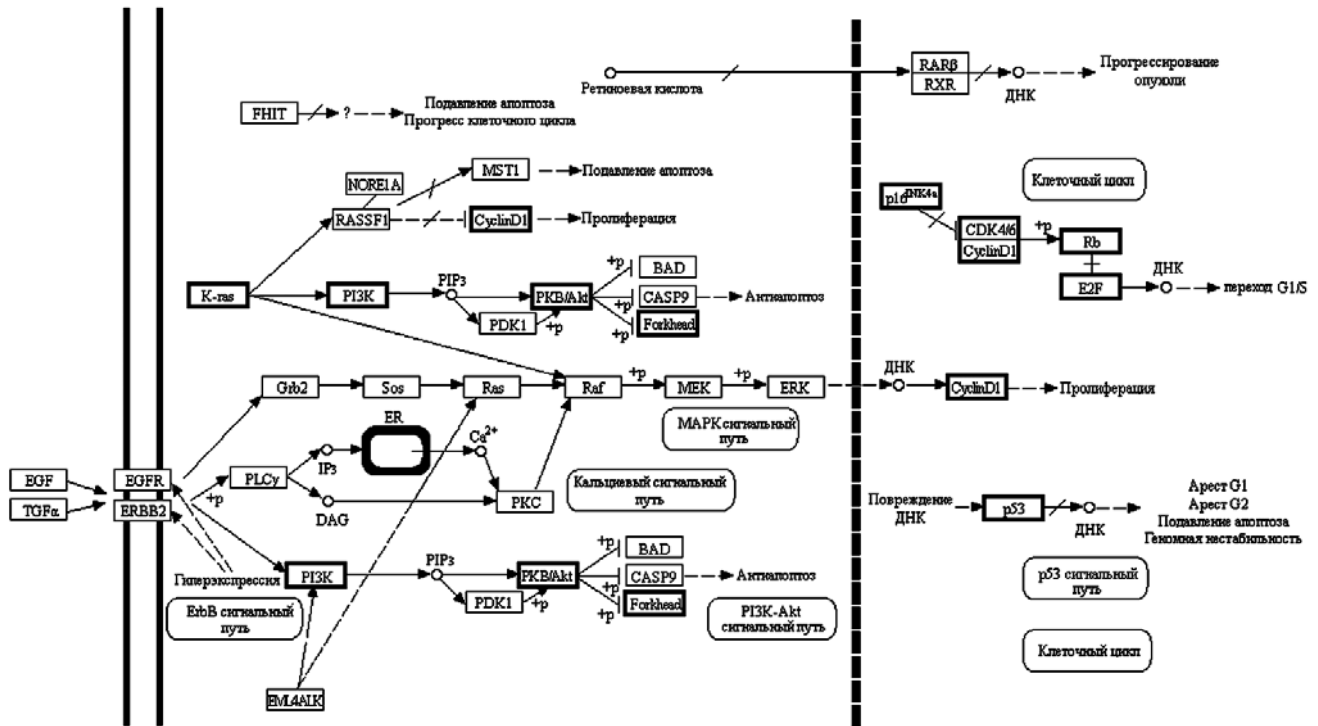 RARβ
RXR
Прогрессирование
опухоли
Ретиноевая кислота
ДНК
FHIT
?
Подавление апоптоза
Прогресс клеточного цикла
NORE1A
MST1
Подавление апоптоза
RASSF1
CyclinD1
Пролиферация
p16INK4a
Клеточный цикл
CDK4/6
CyclinD1
+p
Rb
E2F
ДНК
переход G1/S
K-ras
PI3K
PIP3
PDK1
+p
PKB/Akt
+p
+p
+p
BAD
CASP9
Forkhead
Антиапоптоз
Grb2
Sos
Ras
Raf
+p
MEK
+p
ERK
ДНК
CyclinD1
Пролиферация
MAPK сигнальный
путь
ER
Ca2+
IP3
PLCγ
+p
DAG
PKC
Кальциевый сигнальный
путь
EGF
TGFα
EGFR
ERBB2
Повреждение
ДНК
p53
ДНК
Арест G1
Арест G2
Подавление апоптоза
Геномная нестабильность
Гиперэкспрессия
PI3K
PIP3
PDK1
+p
PKB/Akt
+p
+p
+p
BAD
CASP9
Forkhead
Антиапоптоз
ErbB сигнальный
путь
PI3K-Akt
сигнальный путь
p53 сигнальный
путь
Клеточный цикл
EML4ALK